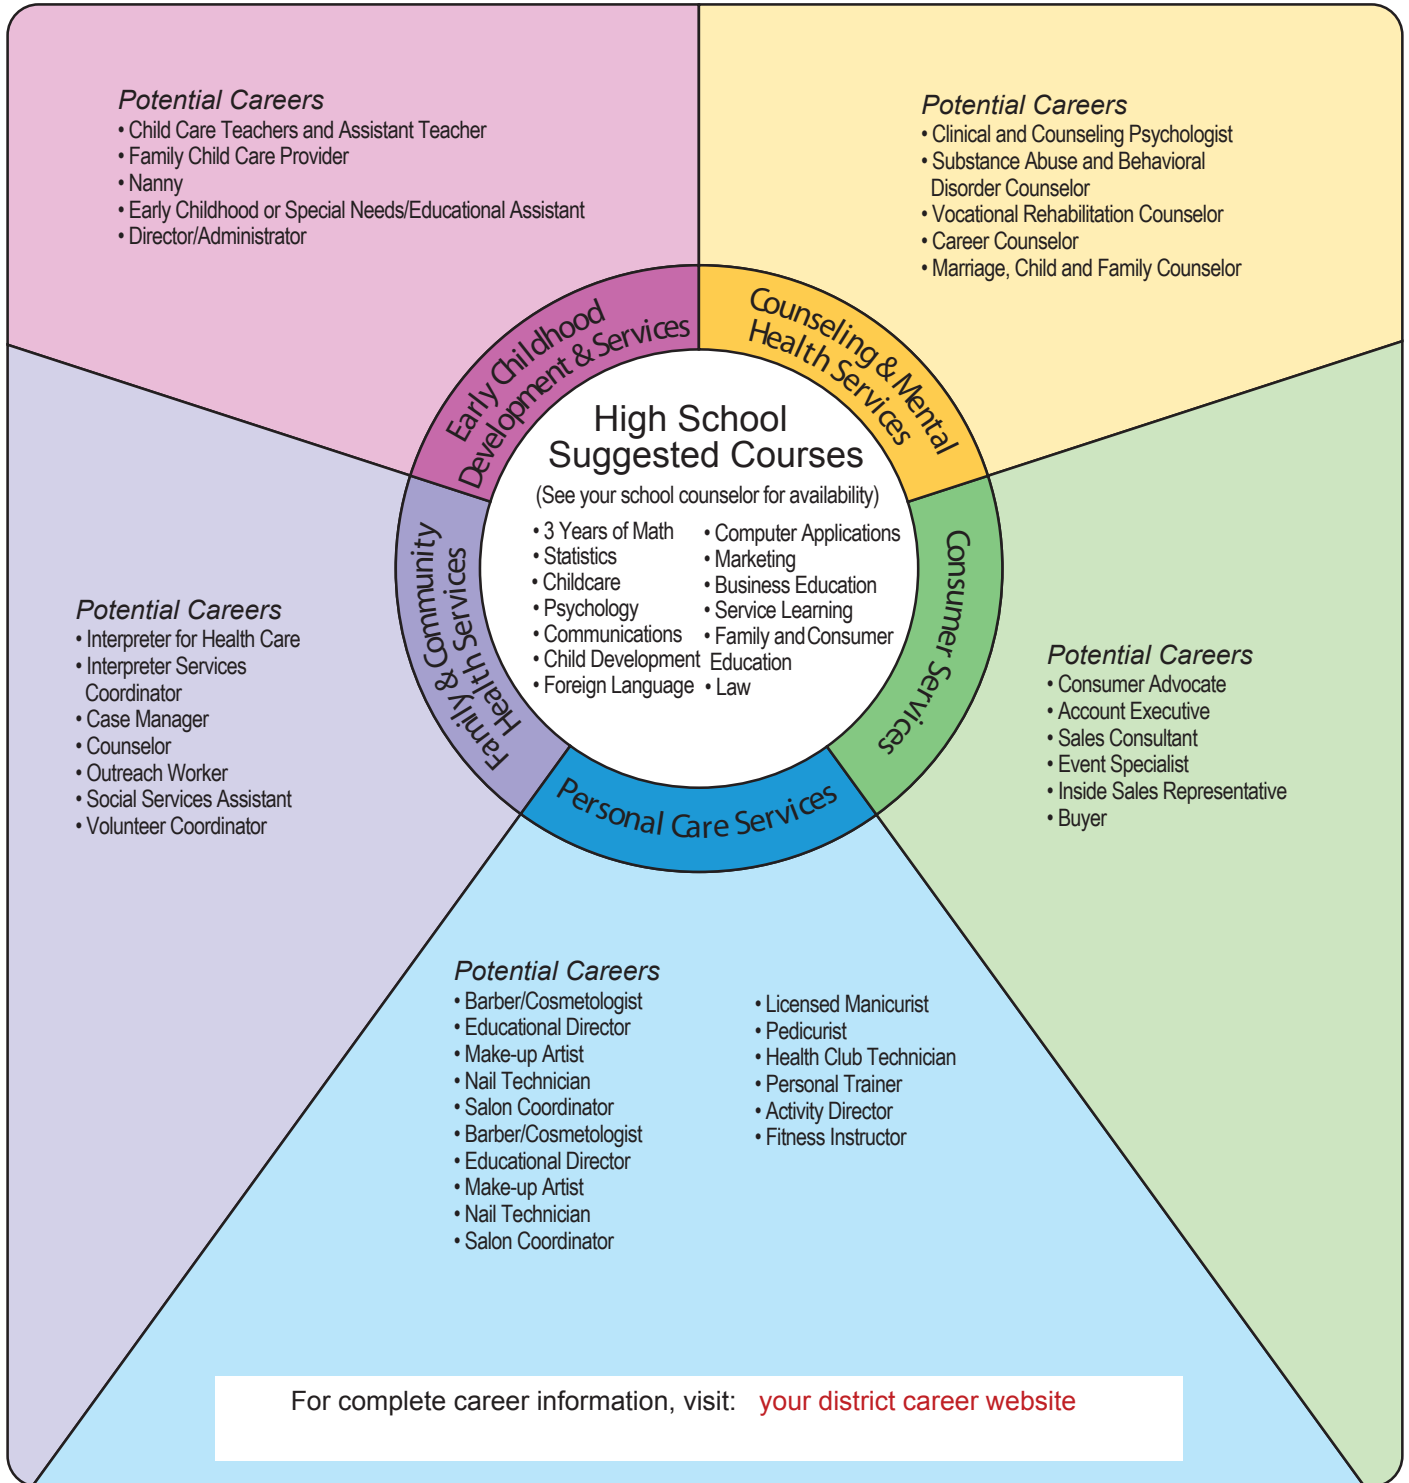 Potential Careers
• Child Care Teachers and Assistant Teacher
• Family Child Care Provider
• Nanny
• Early Childhood or Special Needs/Educational Assistant
• Director/Administrator
Potential Careers
• Clinical and Counseling Psychologist
• Substance Abuse and Behavioral
Disorder Counselor
• Vocational Rehabilitation Counselor
• Career Counselor
• Marriage, Child and Family Counselor
Early Childhood
Development & Services
Counseling & Mental
Health Services
High School
Suggested Courses
(See your school counselor for availability)
• 3 Years of Math
• Statistics
• Childcare
• Psychology
• Communications
• Child Development
• Foreign Language
• Computer Applications
• Marketing
• Business Education
• Service Learning
• Family and Consumer
Education
• Law
Family & Community
Health Services
Consumer Services
Personal Care Services
Potential Careers
• Interpreter for Health Care
• Interpreter Services
Coordinator
• Case Manager
• Counselor
• Outreach Worker
• Social Services Assistant
• Volunteer Coordinator
Potential Careers
• Consumer Advocate
• Account Executive
• Sales Consultant
• Event Specialist
• Inside Sales Representative
• Buyer
Potential Careers
• Barber/Cosmetologist
• Educational Director
• Make-up Artist
• Nail Technician
• Salon Coordinator
• Barber/Cosmetologist
• Educational Director
• Make-up Artist
• Nail Technician
• Salon Coordinator
• Licensed Manicurist
• Pedicurist
• Health Club Technician
• Personal Trainer
• Activity Director
• Fitness Instructor
For complete career information, visit: your district career website